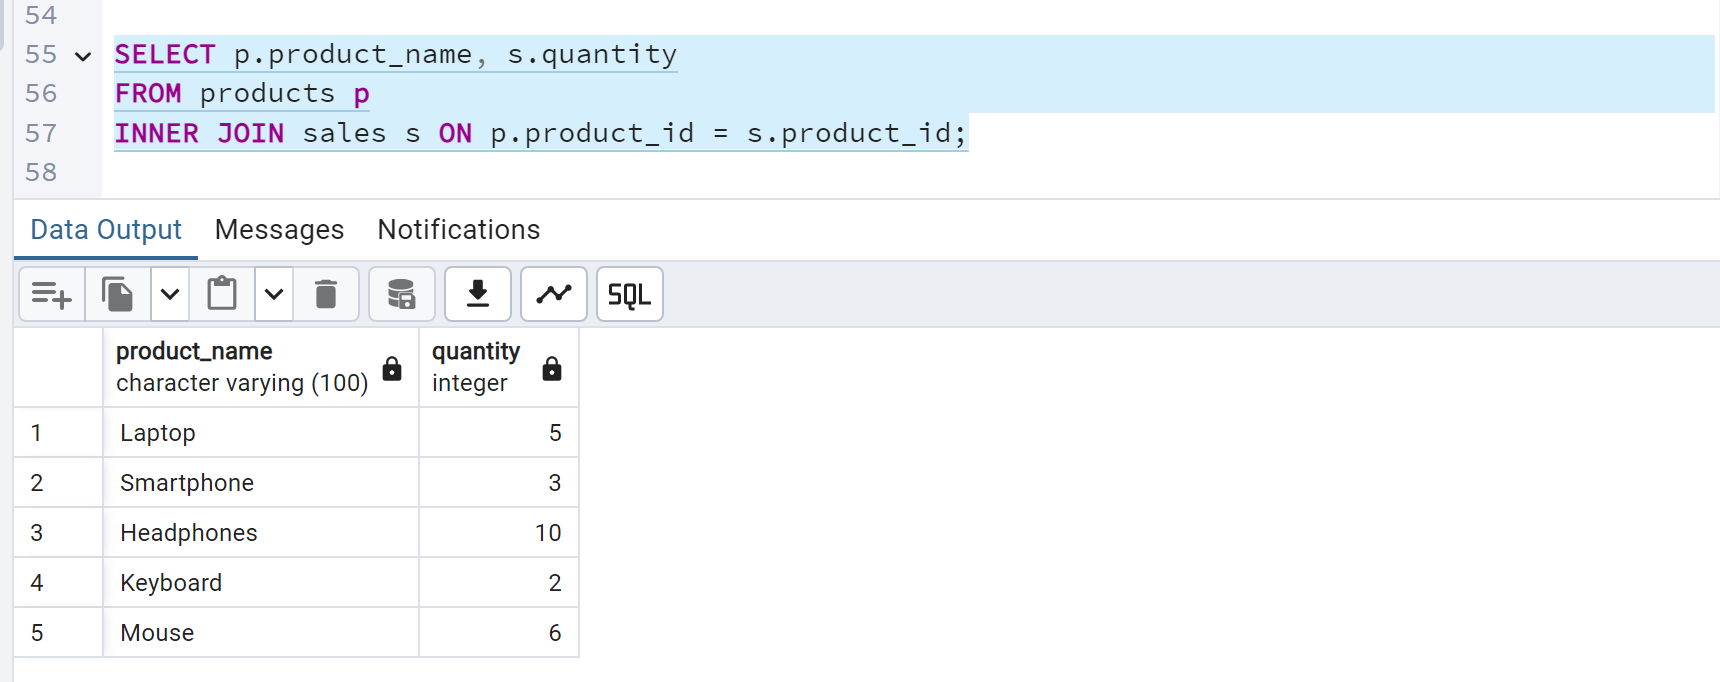 54
55 SELECT p.product_name, s.quantity
56 FROM products p
57 INNER JOIN sales s ON p.product_id = s.product_id;
58
Data Output Messages Notifications
SQL
product_name quantity
character varying (100) integer
1 Laptop 5
2 Smartphone 3
3 Headphones 10
4 Keyboard 2
5 Mouse 6